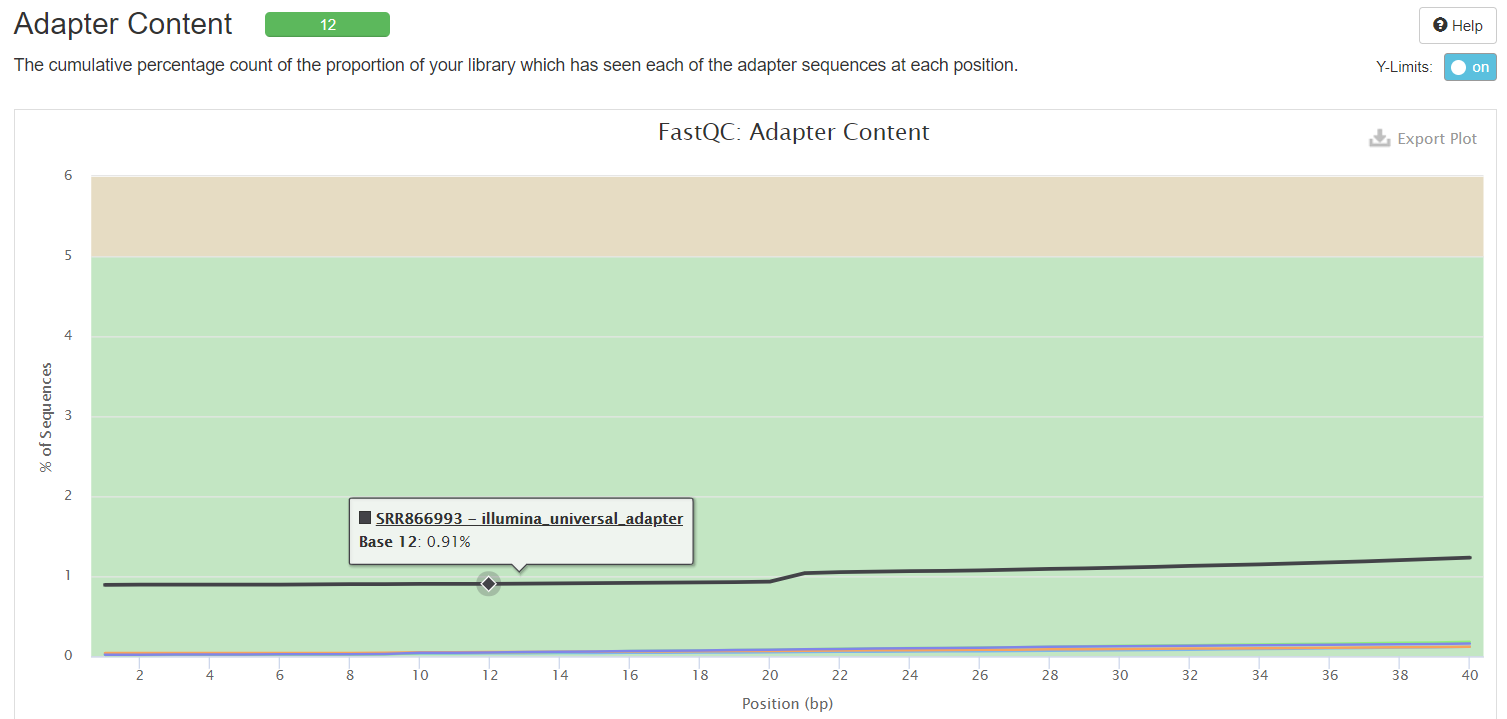 Adapter Content
12
Help
The cumulative percentage count of the proportion of your library which has seen each of the adapter sequences at each position.
Y-Limits:
on
FastQC: Adapter Content
Export Plot
% of Sequences
6
5
4
3
2
1
0
SRR866993 – illumina_universal_adapter
Base 12: 0.91%
2 4 6 8 10 12 14 16 18 20 22 24 26 28 30 32 34 36 38 40
Position (bp)